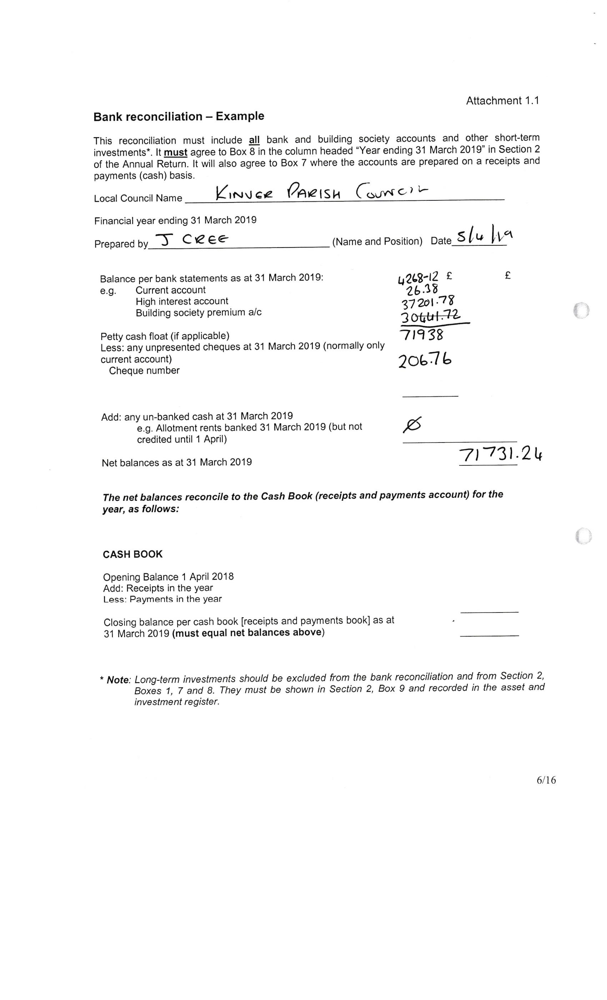 Attachment 1.1
Bank reconciliation – Example
This reconciliation must include all bank and building society accounts and other short-term
investments*. It must agree to Box 8 in the column headed “Year ending 31 March 2019” in Section 2
of the Annual Return. It will also agree to Box 7 where the accounts are prepared on a receipts and
payments (cash) basis.
Local Council Name KINVER PARISH COUNCIL
Financial year ending 31 March 2019
Prepared by J CREE (Name and Position) Date 5/4/19
Balance per bank statements as at 31 March 2019: 4268-12 £ £
e.g. Current account 26.38
High interest account 37201.78
Building society premium a/c 30441.72
Petty cash float (if applicable) 71938
Less: any unpresented cheques at 31 March 2019 (normally only
current account) 206.76
Cheque number
Add: any un-banked cash at 31 March 2019
e.g. Allotment rents banked 31 March 2019 (but not Ø
credited until 1 April)
Net balances as at 31 March 2019 71731.24
The net balances reconcile to the Cash Book (receipts and payments account) for the
year, as follows:
CASH BOOK
Opening Balance 1 April 2018
Add: Receipts in the year
Less: Payments in the year
Closing balance per cash book [receipts and payments book] as at
31 March 2019 (must equal net balances above)
* Note: Long-term investments should be excluded from the bank reconciliation and from Section 2,
Boxes 1, 7 and 8. They must be shown in Section 2, Box 9 and recorded in the asset and
investment register.
6/16